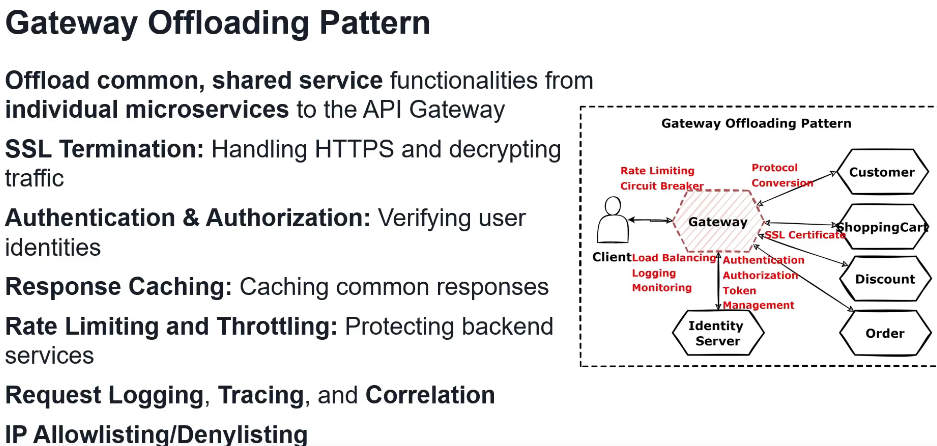 Gateway Offloading Pattern
Offload common, shared service functionalities from
individual microservices to the API Gateway
SSL Termination: Handling HTTPS and decrypting
traffic
Authentication & Authorization: Verifying user
identities
Response Caching: Caching common responses
Rate Limiting and Throttling: Protecting backend
services
Request Logging, Tracing, and Correlation
IP Allowlisting/Denylisting
Gateway Offloading Pattern
Rate Limiting
Circuit Breaker
Protocol
Conversion
Customer
Gateway
ShoppingCart
SSL Certificate
Client
Load Balancing
Logging
Monitoring
Authentication
Authorization
Token
Management
Discount
Identity
Server
Order